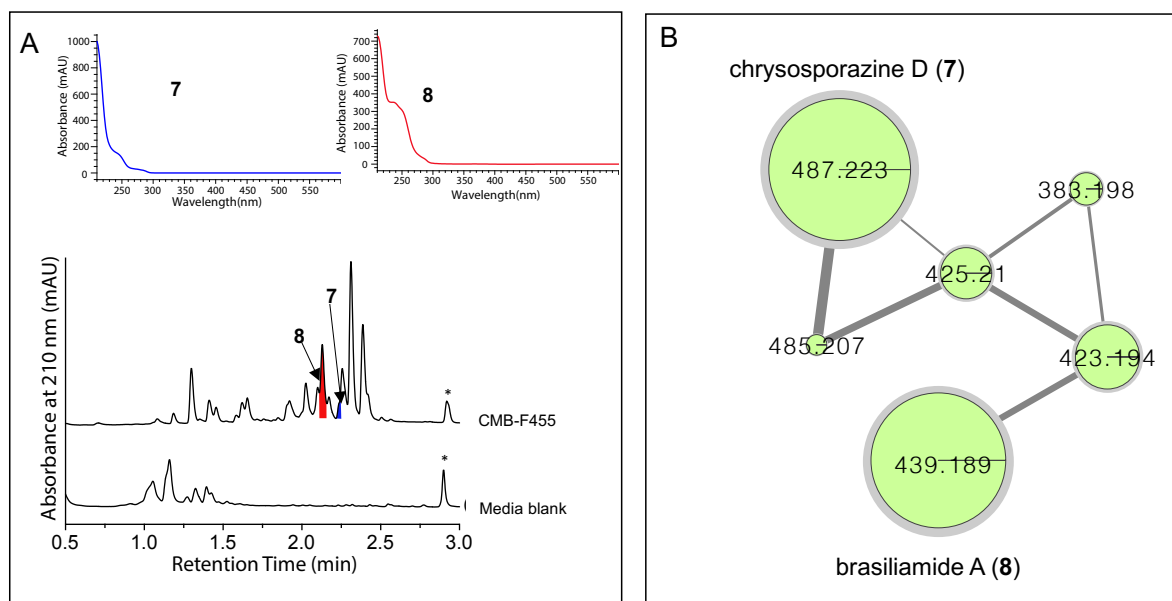 A
Absorbance (mAU)
1000
800
600
400
200
0
7
250 300 350 400 450 500 550
Wavelength(nm)
Absorbance (mAU)
700
600
500
400
300
200
100
0
8
250 300 350 400 450 500 550
Wavelength(nm)
Absorbance at 210 nm (mAU)
7
8
*
CMB-F455
*
Media blank
0.5 1.0 1.5 2.0 2.5 3.0
Retention Time (min)
B
chrysosporazine D (7)
487.223
383.198
425.21
485.207
423.194
439.189
brasiliamide A (8)